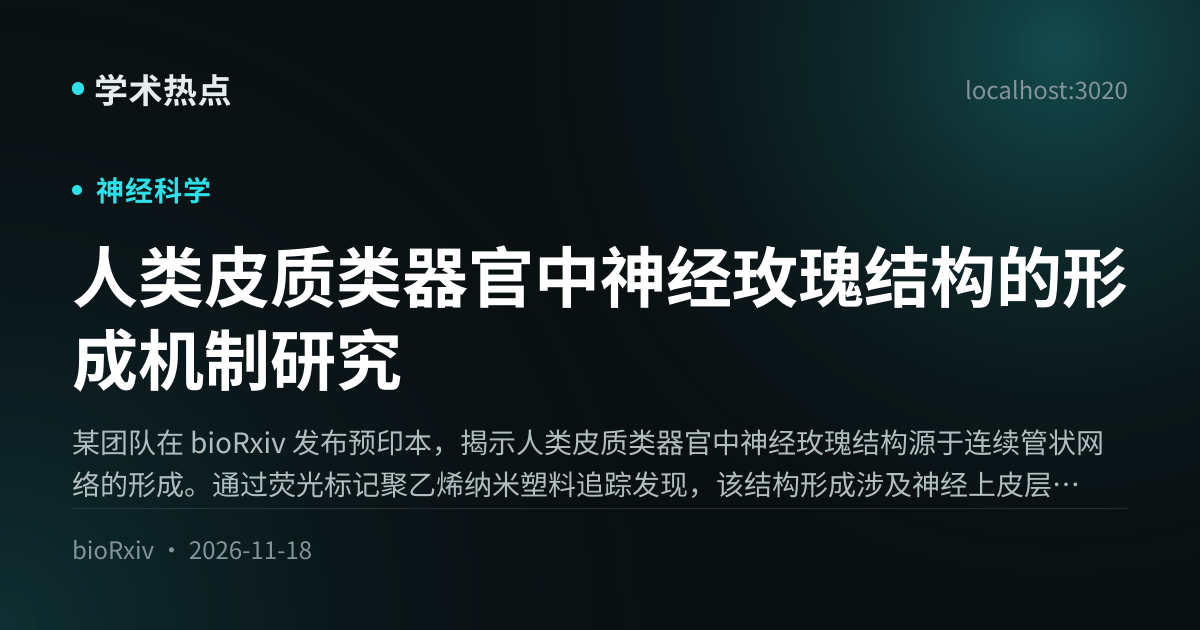 学术热点
localhost:3020
神经科学
人类皮质类器官中神经玫瑰结构的形
成机制研究
某团队在 bioRxiv 发布预印本，揭示人类皮质类器官中神经玫瑰结构源于连续管状网
络的形成。通过荧光标记聚乙烯纳米塑料追踪发现，该结构形成涉及神经上皮层…
bioRxiv • 2026-11-18